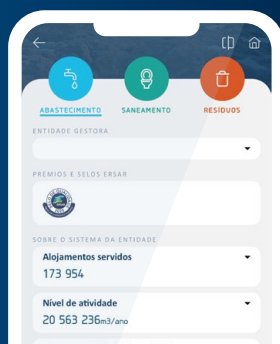 ABASTECIMENTO
SANEAMENTO
RESIDUOS
ENTIDADE GESTORA
PRÉMIOS E SELOS ERSAR
SOBRE O SISTEMA DA ENTIDADE
Alojamentos servidos
173 954
Nível de atividade
20 563 236m3/ano